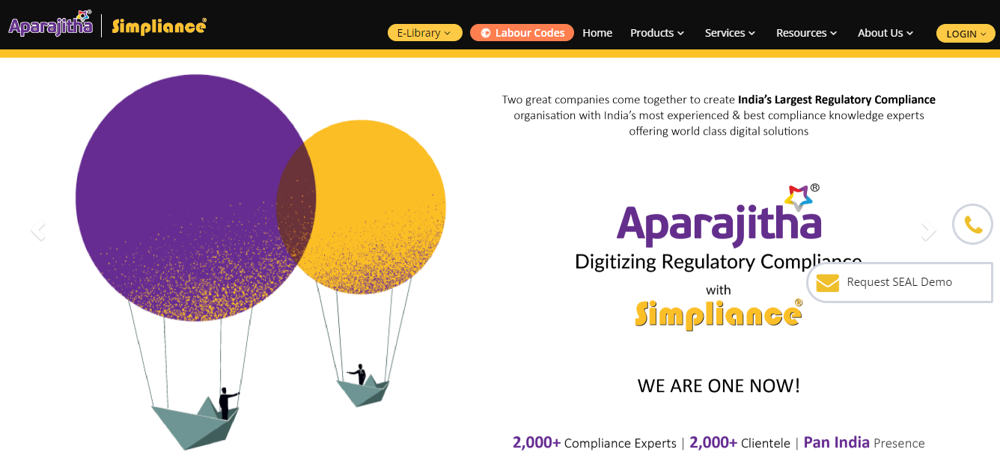 Aparajitha® | Simpliance®
E-Library Labour Codes Home Products Services Resources About Us LOGIN
Two great companies come together to create India's Largest Regulatory Compliance
organisation with India's most experienced & best compliance knowledge experts
offering world class digital solutions
Aparajitha®
Digitizing Regulatory Compliance
Request SEAL Demo
with
Simpliance®
WE ARE ONE NOW!
2,000+ Compliance Experts | 2,000+ Clientele | Pan India Presence